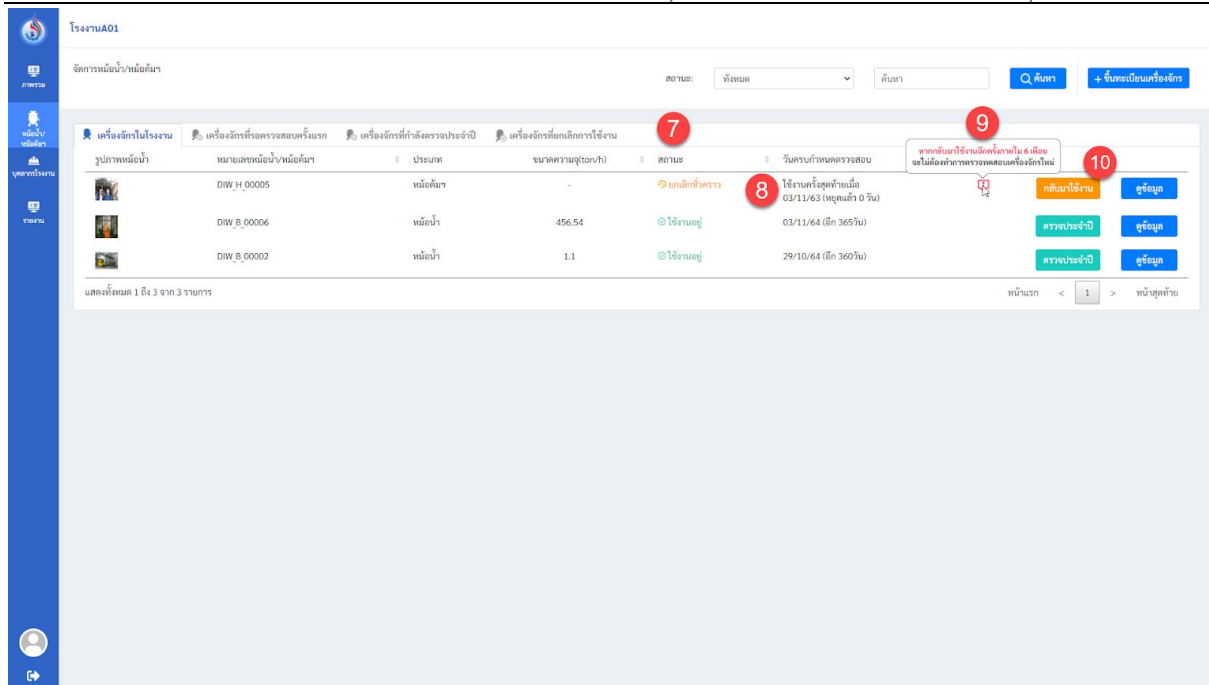 โรงงานA01
ภาพรวม
หม้อน้ำ/
หม้อต้มฯ
บุคลากรโรงงาน
รายงาน
จัดการหม้อน้ำ/หม้อต้มฯ
สถานะ: ทั้งหมด ค้นหา ค้นหา + ขึ้นทะเบียนเครื่องจักร
เครื่องจักรในโรงงาน เครื่องจักรที่รอตรวจสอบครั้งแรก เครื่องจักรที่กำลังตรวจประจำปี เครื่องจักรที่ยกเลิกการใช้งาน
7
9
หากกลับมาใช้งานอีกครั้งภายใน 6 เดือน
จะไม่ต้องทำการตรวจทดสอบเครื่องจักรใหม่
10
รูปภาพหม้อน้ำ หมายเลขหม้อน้ำ/หม้อต้มฯ ประเภท ขนาดความจุ(ton/h) สถานะ วันครบกำหนดตรวจสอบ
DIW_H_00005 หม้อต้มฯ - ยกเลิกชั่วคราว 8 ใช้งานครั้งสุดท้ายเมื่อ
03/11/63 (หยุดแล้ว 0 วัน)
กลับมาใช้งาน ดูข้อมูล
DIW_B_00006 หม้อน้ำ 456.54 ใช้งานอยู่ 03/11/64 (อีก 365วัน) ตรวจประจำปี ดูข้อมูล
DIW_B_00002 หม้อน้ำ 1.1 ใช้งานอยู่ 29/10/64 (อีก 360วัน) ตรวจประจำปี ดูข้อมูล
แสดงทั้งหมด 1 ถึง 3 จาก 3 รายการ หน้าแรก < 1 > หน้าสุดท้าย